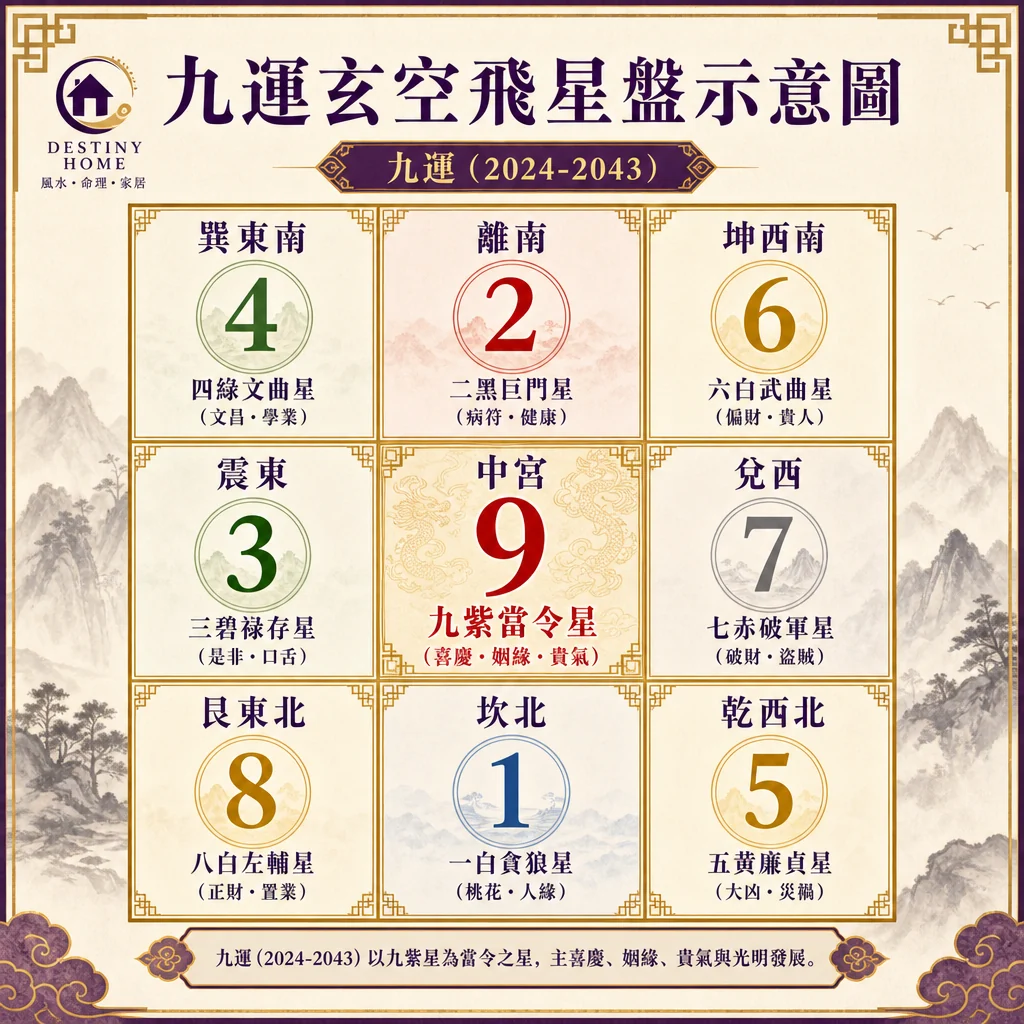 九運玄空飛星盤示意圖
DESTINY
HOME
風水・命理・家居
九運（2024-2043）
巽東南
4
四綠文曲星
（文昌・學業）
離南
2
二黑巨門星
（病符・健康）
坤西南
6
六白武曲星
（偏財・貴人）
震東
3
三碧禄存星
（是非・口舌）
中宮
9
九紫當令星
（喜慶・姻緣・貴氣）
兌西
7
七赤破軍星
（破財・盜賊）
艮東北
8
八白左輔星
（正財・置業）
坎北
1
一白貪狼星
（桃花・人緣）
乾西北
5
五黃廉貞星
（大凶・災禍）
九運（2024-2043）以九紫星為當令之星，主喜慶、姻緣、貴氣與光明發展。